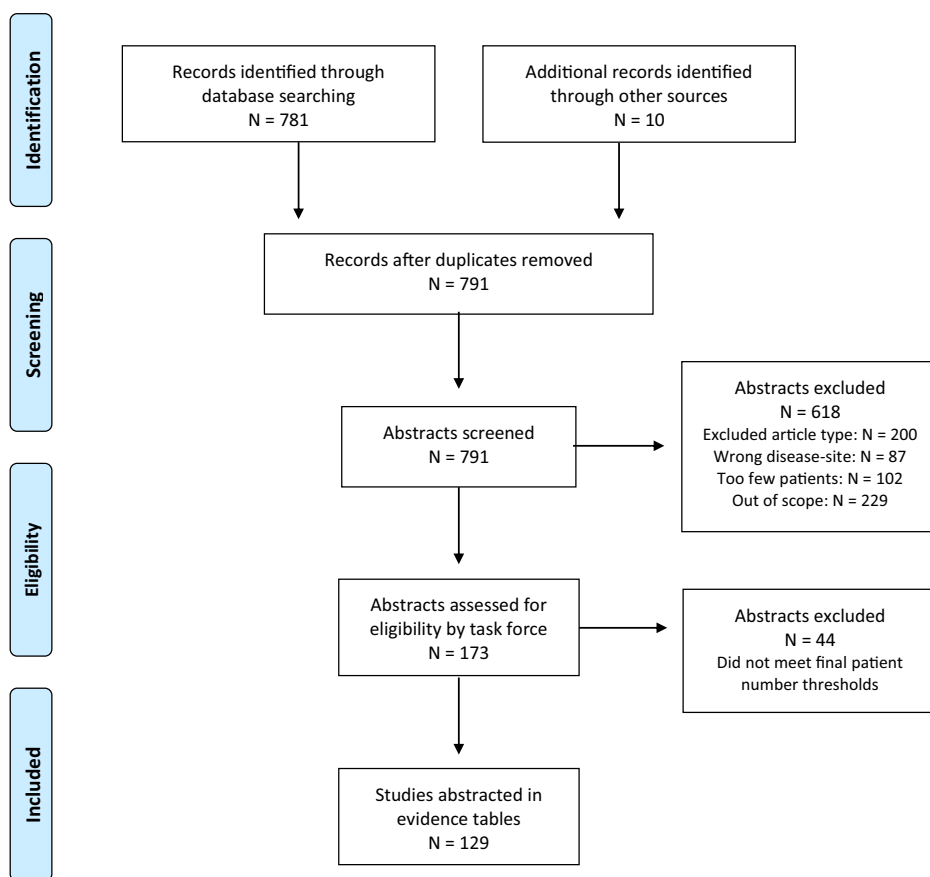 Identification
Records identified through
database searching
N = 781
Additional records identified
through other sources
N = 10
Screening
Records after duplicates removed
N = 791
Abstracts screened
N = 791
Abstracts excluded
N = 618
Excluded article type: N = 200
Wrong disease-site: N = 87
Too few patients: N = 102
Out of scope: N = 229
Eligibility
Abstracts assessed for
eligibility by task force
N = 173
Abstracts excluded
N = 44
Did not meet final patient
number thresholds
Included
Studies abstracted in
evidence tables
N = 129